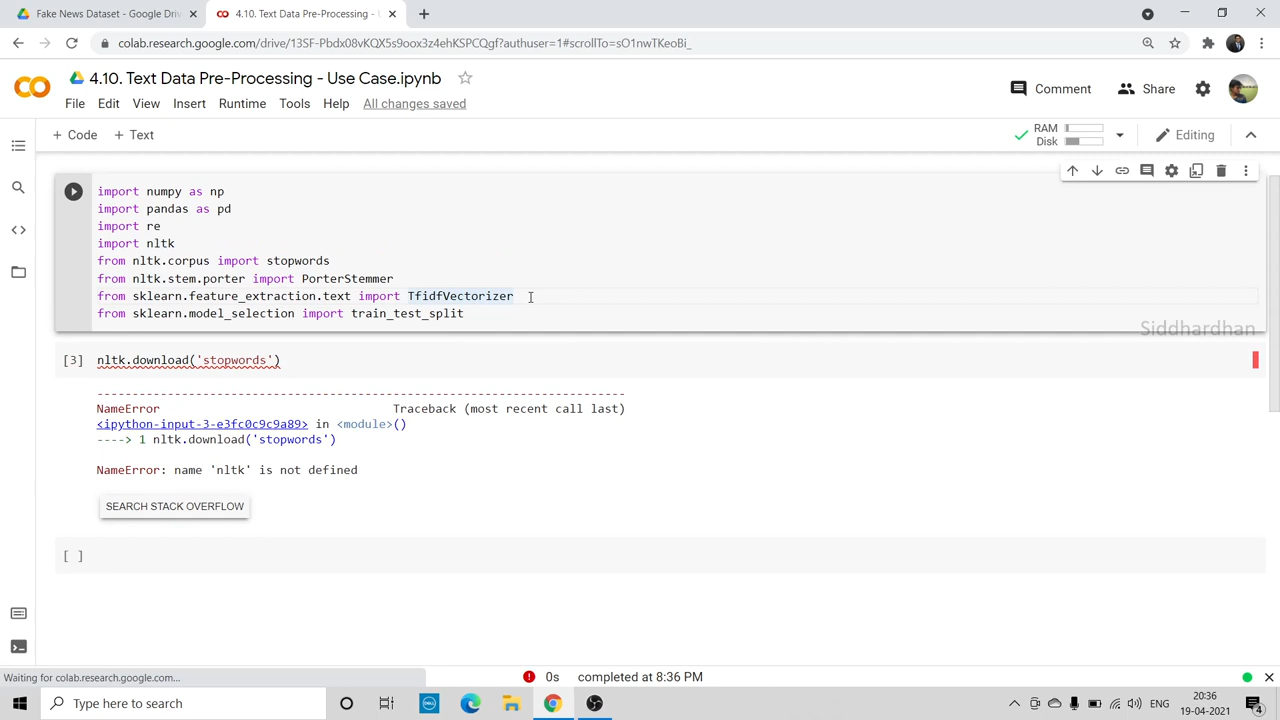 Fake News Dataset - Google Driv
4.10. Text Data Pre-Processing - U
colab.research.google.com/drive/13SF-Pbdx08vKQX5s9oox3z4ehKSPCQgf?authuser=1#scrollTo=sO1nwTKeoBi_
4.10. Text Data Pre-Processing - Use Case.ipynb
Comment
Share
File Edit View Insert Runtime Tools Help All changes saved
+ Code + Text
RAM
Disk
Editing
import numpy as np
import pandas as pd
import re
import nltk
from nltk.corpus import stopwords
from nltk.stem.porter import PorterStemmer
from sklearn.feature_extraction.text import TfidfVectorizer
from sklearn.model_selection import train_test_split
Siddhardhan
[3] nltk.download('stopwords')
---------------------------------------------------------------------------
NameError Traceback (most recent call last)
<ipython-input-3-e3fc0c9c9a89> in <module>()
----> 1 nltk.download('stopwords')
NameError: name 'nltk' is not defined
SEARCH STACK OVERFLOW
[ ]
Waiting for colab.research.google.com...
0s completed at 8:36 PM
Type here to search
DELL
ENG
20:36
19-04-2021
4